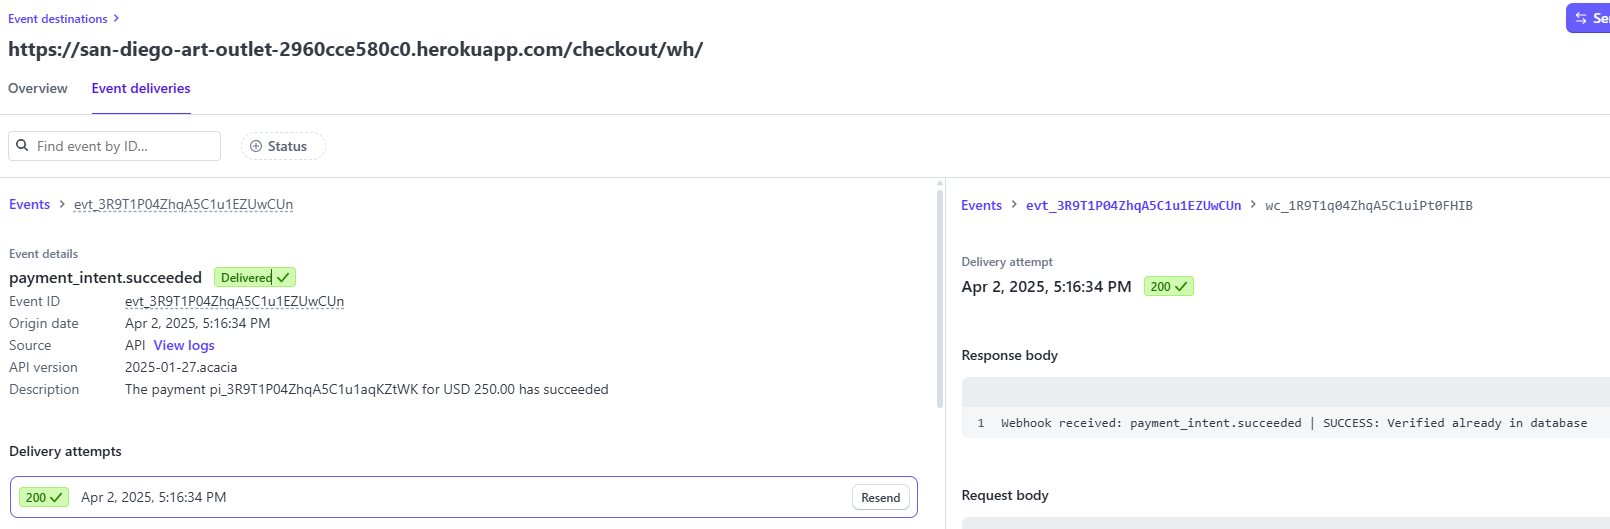 Event destinations
https://san-diego-art-outlet-2960cce580c0.herokuapp.com/checkout/wh/
Overview Event deliveries
Find event by ID... Status
Events evt_3R9T1P04ZhqA5C1u1EZUwCUn
Event details
payment_intent.succeeded Delivered
Event ID evt_3R9T1P04ZhqA5C1u1EZUwCUn
Origin date Apr 2, 2025, 5:16:34 PM
Source API View logs
API version 2025-01-27.acacia
Description The payment pi_3R9T1P04ZhqA5C1u1aqKZtWK for USD 250.00 has succeeded
Delivery attempts
200 Apr 2, 2025, 5:16:34 PM Resend
Events evt_3R9T1P04ZhqA5C1u1EZUwCUn wc_1R9T1q04ZhqA5C1uiPt0FHIB
Delivery attempt
Apr 2, 2025, 5:16:34 PM 200
Response body
1 Webhook received: payment_intent.succeeded | SUCCESS: Verified already in database
Request body